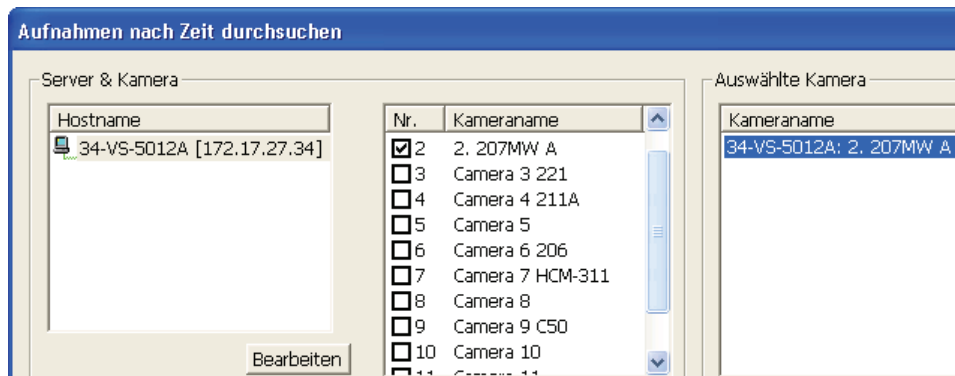 Aufnahmen nach Zeit durchsuchen
Server & Kamera
Hostname
34-VS-5012A [172.17.27.34]
Bearbeiten
Nr. Kameraname
2 2. 207MW A
3 Camera 3 221
4 Camera 4 211A
5 Camera 5
6 Camera 6 206
7 Camera 7 HCM-311
8 Camera 8
9 Camera 9 C50
10 Camera 10
11 Camera 11
Auswählte Kamera
Kameraname
34-VS-5012A: 2. 207MW A